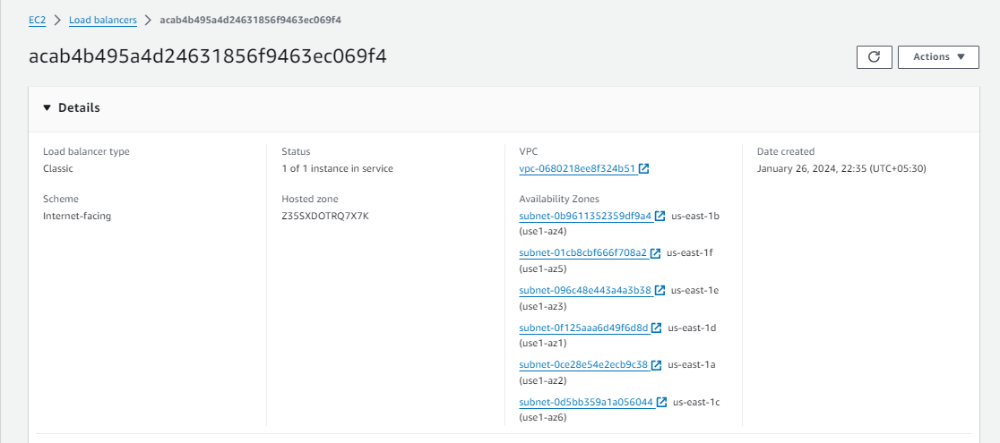 EC2 > Load balancers > acab4b495a4d24631856f9463ec069f4
acab4b495a4d24631856f9463ec069f4
Actions
Details
Load balancer type
Classic
Scheme
Internet-facing
Status
1 of 1 instance in service
Hosted zone
Z35SXDOTRQ7X7K
VPC
vpc-0680218ee8f324b51
Availability Zones
subnet-0b9611352359df9a4 us-east-1b
(use1-az4)
subnet-01cb8cbf666f708a2 us-east-1f
(use1-az5)
subnet-096c48e443a4a3b38 us-east-1e
(use1-az3)
subnet-0f125aaa6d49f6d8d us-east-1d
(use1-az1)
subnet-0ce28e54e2ecb9c38 us-east-1a
(use1-az2)
subnet-0d5bb359a1a056044 us-east-1c
(use1-az6)
Date created
January 26, 2024, 22:35 (UTC+05:30)